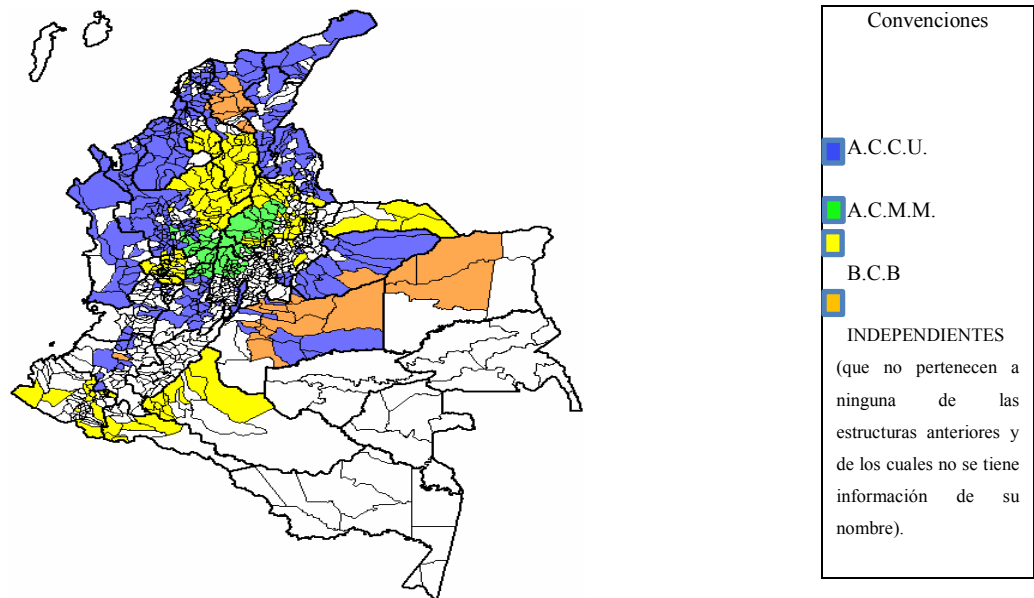 Convenciones
A.C.C.U.
A.C.M.M.
B.C.B
INDEPENDIENTES
(que no pertenecen a
ninguna de las
estructuras anteriores y
de los cuales no se tiene
información de su
nombre).